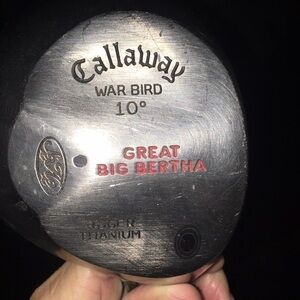 Callaway
WAR BIRD
10°
GREAT
BIG BERTHA
TITANIUM